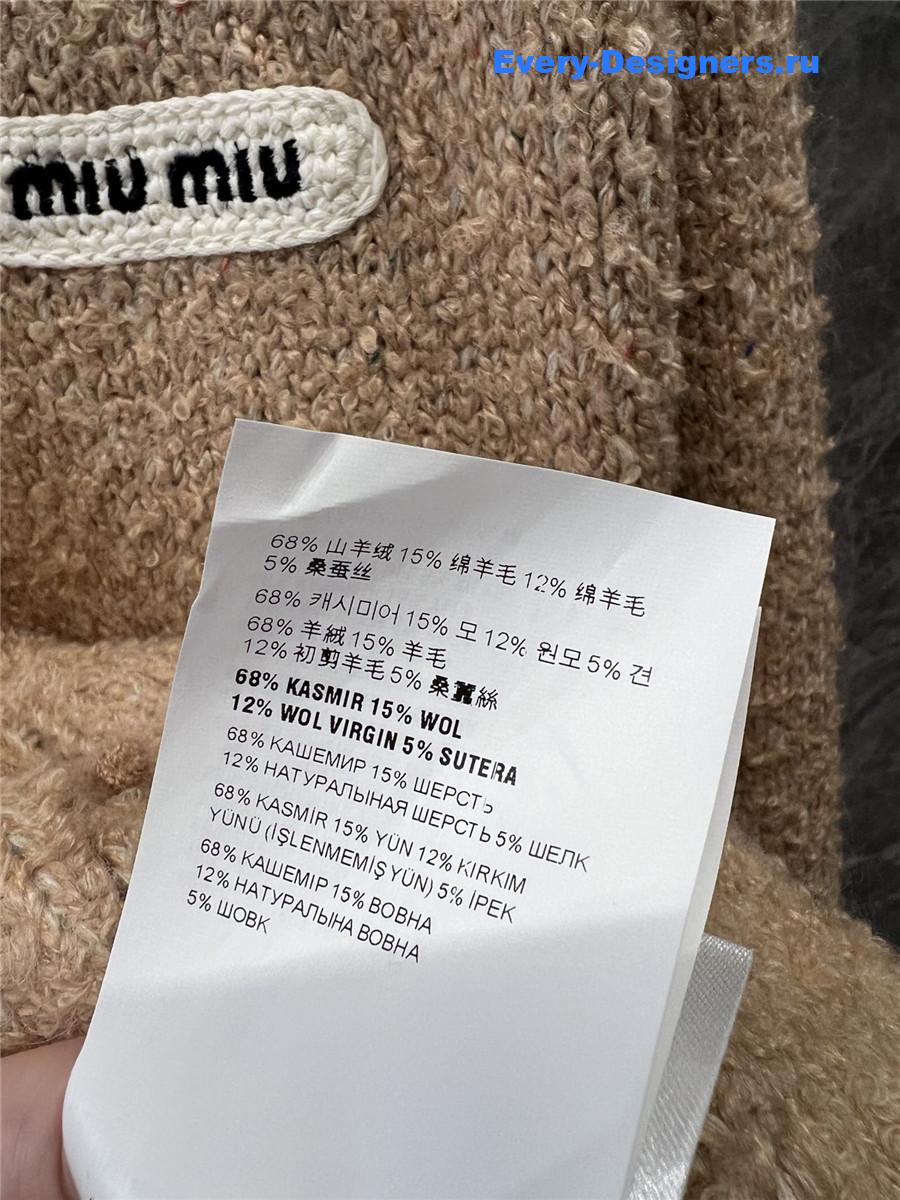 Every-Designers.ru
miu miu
68% 山羊绒 15% 绵羊毛 12% 绵羊毛
5% 桑蚕丝
68% 캐시미어 15% 모 12% 원모 5% 견
68% 羊絨 15% 羊毛
12% 初剪羊毛 5% 桑蠶絲
68% KASMIR 15% WOL
12% WOL VIRGIN 5% SUTERA
68% КАШЕМИР 15% ШЕРСТЬ
12% НАТУРАЛЫНАЯ ШЕРСТЬ 5% ШЕЛК
68% KASMİR 15% YÜN 12% KIRKIM
YÜNÜ (İŞLENMEMİŞ YÜN) 5% İPEK
68% КАШЕМІР 15% ВОВНА
12% НАТУРАЛЬНА ВОВНА
5% ШОВК